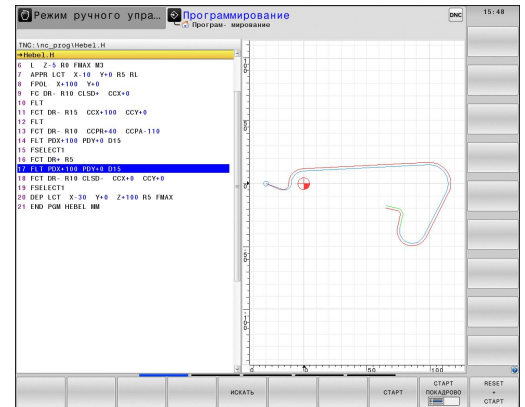 Режим ручного упра...
Программирование
Програм- мирование
DNC
15:48
TNC:\nc_prog\Hebel.H
→Hebel.H
6 L Z-5 R0 FMAX M3
7 APPR LCT X-10 Y+0 R5 RL
8 FPOL X+100 Y+0
9 FC DR- R10 CLSD+ CCX+0
10 FLT
11 FCT DR- R15 CCX+100 CCY+0
12 FLT
13 FCT DR- R10 CCPR+40 CCPA-110
14 FLT PDX+100 PDY+0 D15
15 FSELECT1
16 FCT DR+ R5
17 FLT PDX+100 PDY+0 D15
18 FCT DR- R10 CLSD- CCX+0 CCY+0
19 FSELECT1
20 DEP LCT X-30 Y+0 Z+100 R5 FMAX
21 END PGM HEBEL MM
0
50
100
ИСКАТЬ
СТАРТ
СТАРТ
ПОКАДРОВО
RESET
+
СТАРТ